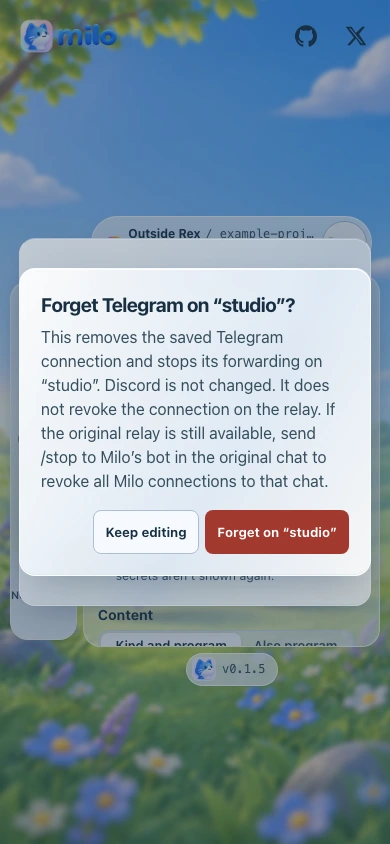 milo
Outside Rex / example-proj…
Forget Telegram on “studio”?
This removes the saved Telegram
connection and stops its forwarding on
“studio”. Discord is not changed. It does
not revoke the connection on the relay. If
the original relay is still available, send
/stop to Milo’s bot in the original chat to
revoke all Milo connections to that chat.
Keep editing
Forget on “studio”
secrets aren’t shown again.
Content
Kind and program
Also program
v0.1.5